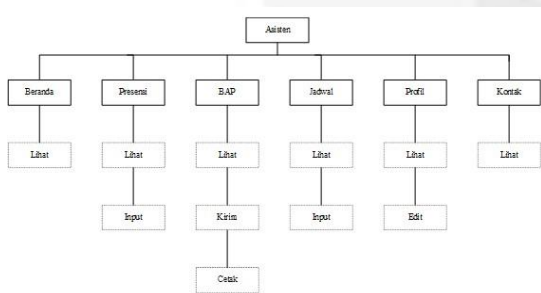 Asisten
Beranda Presensi BAP Jadwal Profil Kontak
Lihat Lihat Lihat Lihat Lihat Lihat
Input Kirim Input Edit
Cetak